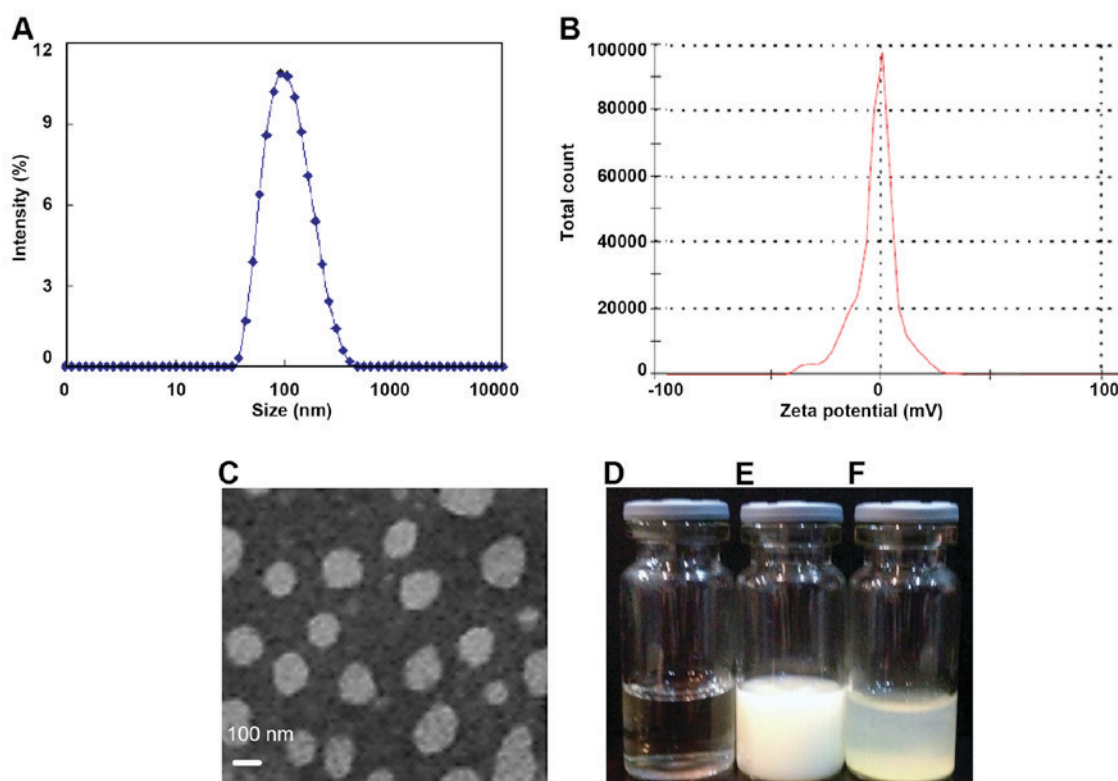 A
12
9
6
3
0
Intensity (%)
0 10 100 1000 10000
Size (nm)
B
100000
80000
60000
40000
20000
0
Total count
-100 0 100
Zeta potential (mV)
C
100 nm
D E F